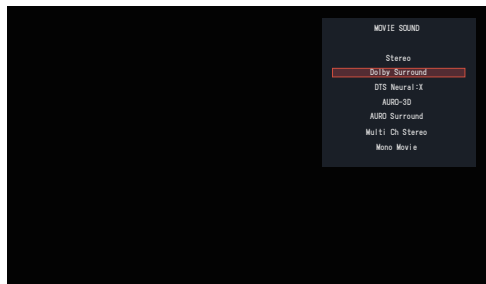 MOVIE SOUND
Stereo
Dolby Surround
DTS Neural:X
AURO-3D
AURO Surround
Multi Ch Stereo
Mono Movie